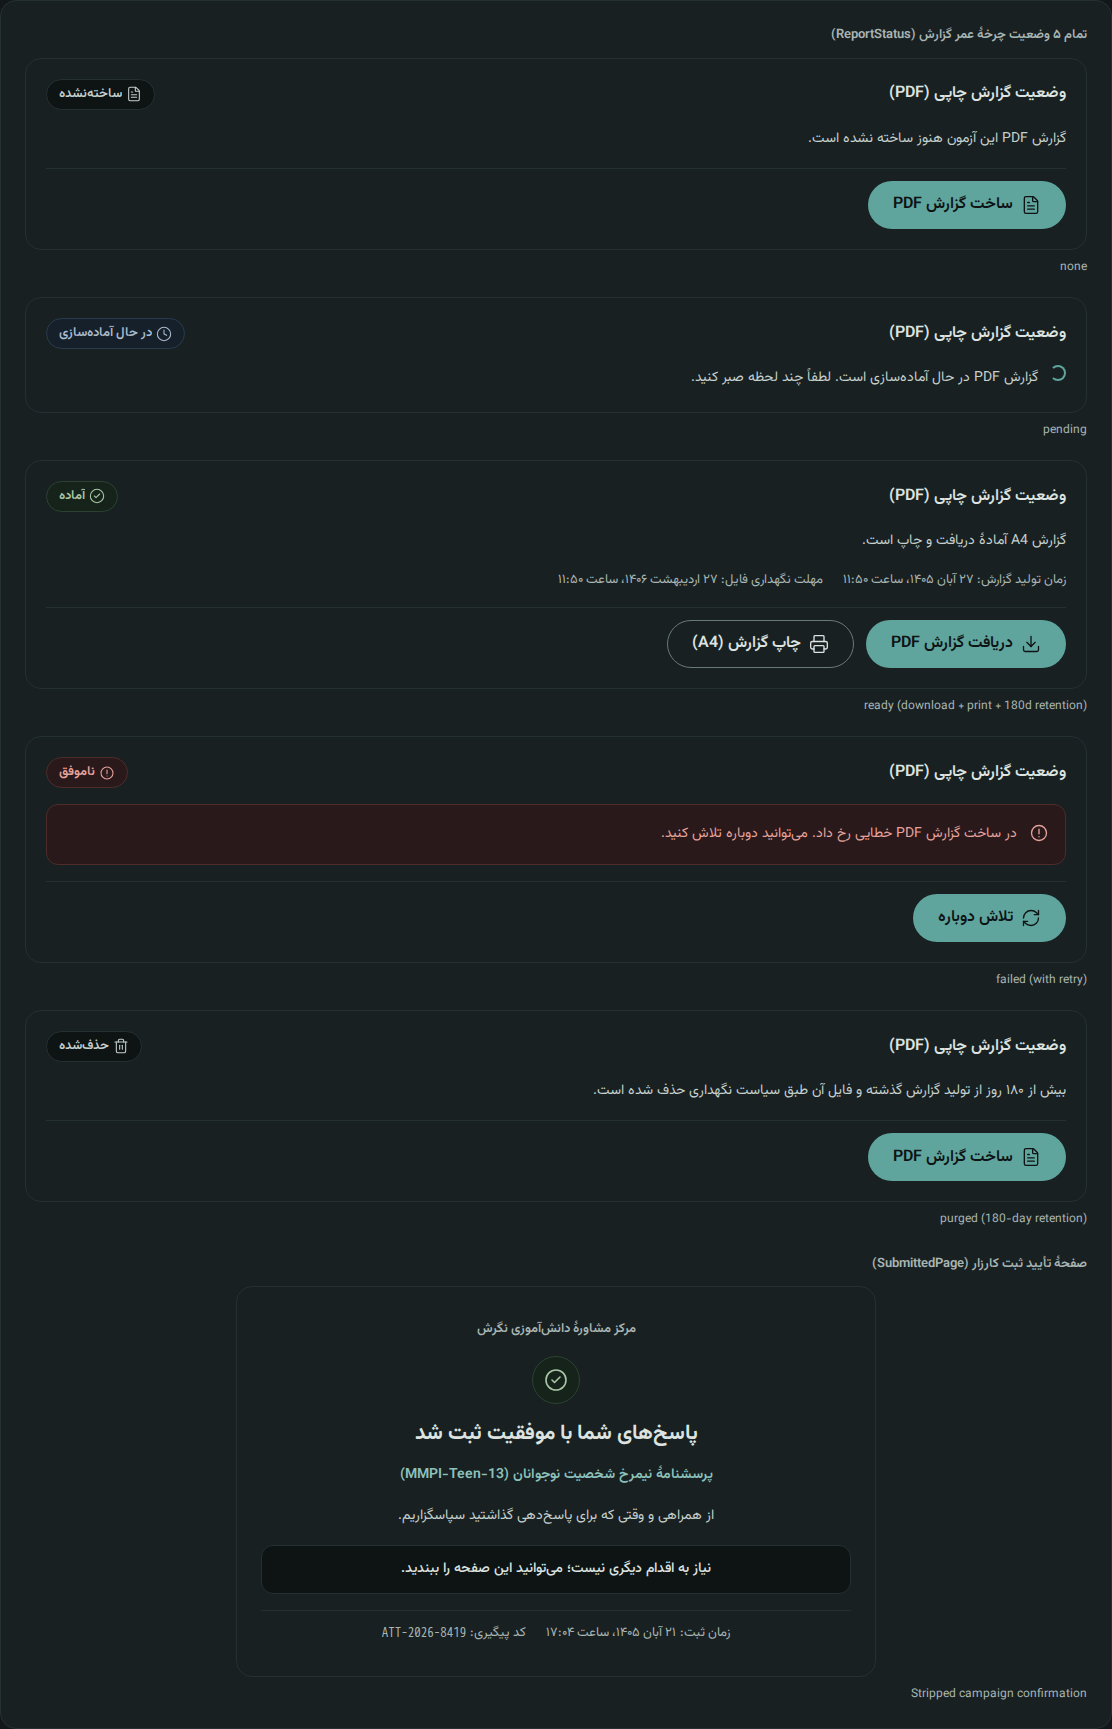 تمام ۵ وضعیت چرخهٔ عمر گزارش (ReportStatus)
وضعیت گزارش چاپی (PDF)
ساخته‌نشده
گزارش PDF این آزمون هنوز ساخته نشده است.
ساخت گزارش PDF
none
وضعیت گزارش چاپی (PDF)
در حال آماده‌سازی
گزارش PDF در حال آماده‌سازی است. لطفاً چند لحظه صبر کنید.
pending
وضعیت گزارش چاپی (PDF)
آماده
گزارش A4 آمادهٔ دریافت و چاپ است.
زمان تولید گزارش: ۲۷ آبان ۱۴۰۵، ساعت ۱۱:۵۰ مهلت نگهداری فایل: ۲۷ اردیبهشت ۱۴۰۶، ساعت ۱۱:۵۰
دریافت گزارش PDF
چاپ گزارش (A4)
ready (download + print + 180d retention)
وضعیت گزارش چاپی (PDF)
ناموفق
در ساخت گزارش PDF خطایی رخ داد. می‌توانید دوباره تلاش کنید.
تلاش دوباره
failed (with retry)
وضعیت گزارش چاپی (PDF)
حذف‌شده
بیش از ۱۸۰ روز از تولید گزارش گذشته و فایل آن طبق سیاست نگهداری حذف شده است.
ساخت گزارش PDF
purged (180-day retention)
صفحهٔ تأیید ثبت کارزار (SubmittedPage)
مرکز مشاورهٔ دانش‌آموزی نگرش
پاسخ‌های شما با موفقیت ثبت شد
پرسشنامهٔ نیمرخ شخصیت نوجوانان (MMPI-Teen-13)
از همراهی و وقتی که برای پاسخ‌دهی گذاشتید سپاسگزاریم.
نیاز به اقدام دیگری نیست؛ می‌توانید این صفحه را ببندید.
زمان ثبت: ۲۱ آبان ۱۴۰۵، ساعت ۱۷:۰۴ کد پیگیری: ATT-2026-8419
Stripped campaign confirmation